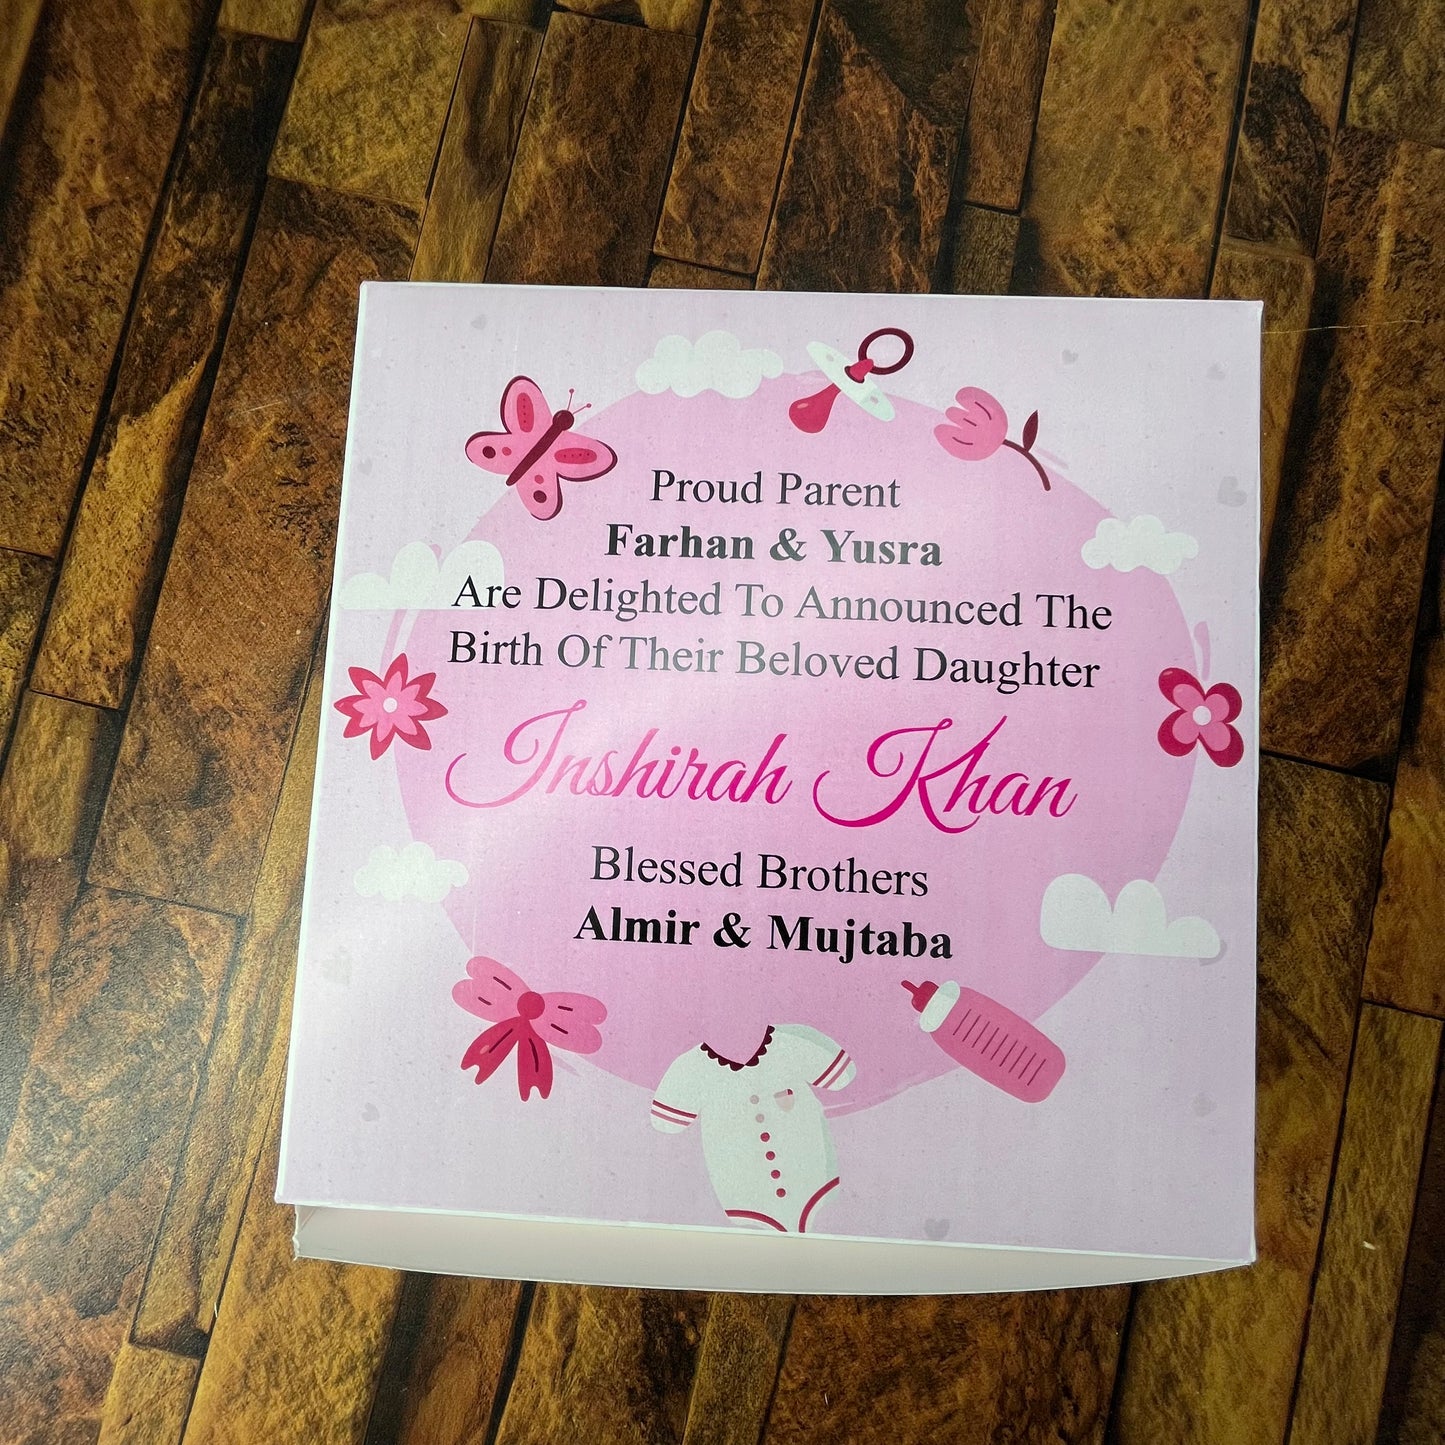 Proud Parent
Farhan & Yusra
Are Delighted To Announced The
Birth Of Their Beloved Daughter
Inshirah Khan
Blessed Brothers
Almir & Mujtaba